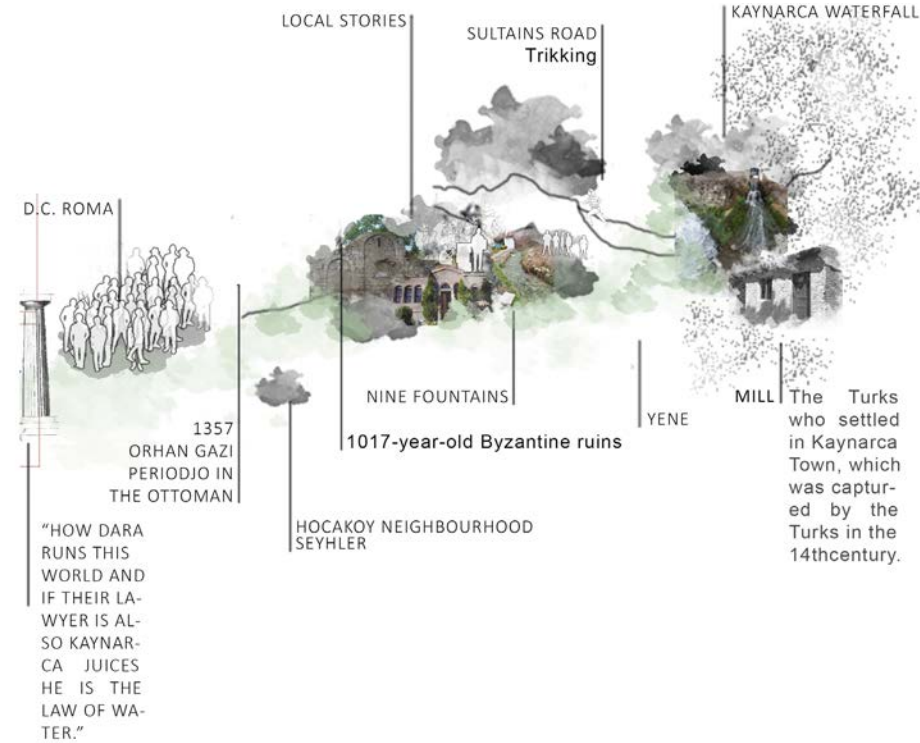 LOCAL STORIES
SULTAINS ROAD
Trikking
KAYNARCA WATERFALL
D.C. ROMA
1357
ORHAN GAZI
PERIODJO IN
THE OTTOMAN
NINE FOUNTAINS
1017-year-old Byzantine ruins
YENE
MILL
The Turks
who settled
in Kaynarca
Town, which
was captur-
ed by the
Turks in the
14thcentury.
HOCAKOY NEIGHBOURHOOD
SEYHLER
“HOW DARA
RUNS THIS
WORLD AND
IF THEIR LA-
WYER IS AL-
SO KAYNAR-
CA JUICES
HE IS THE
LAW OF WA-
TER.”